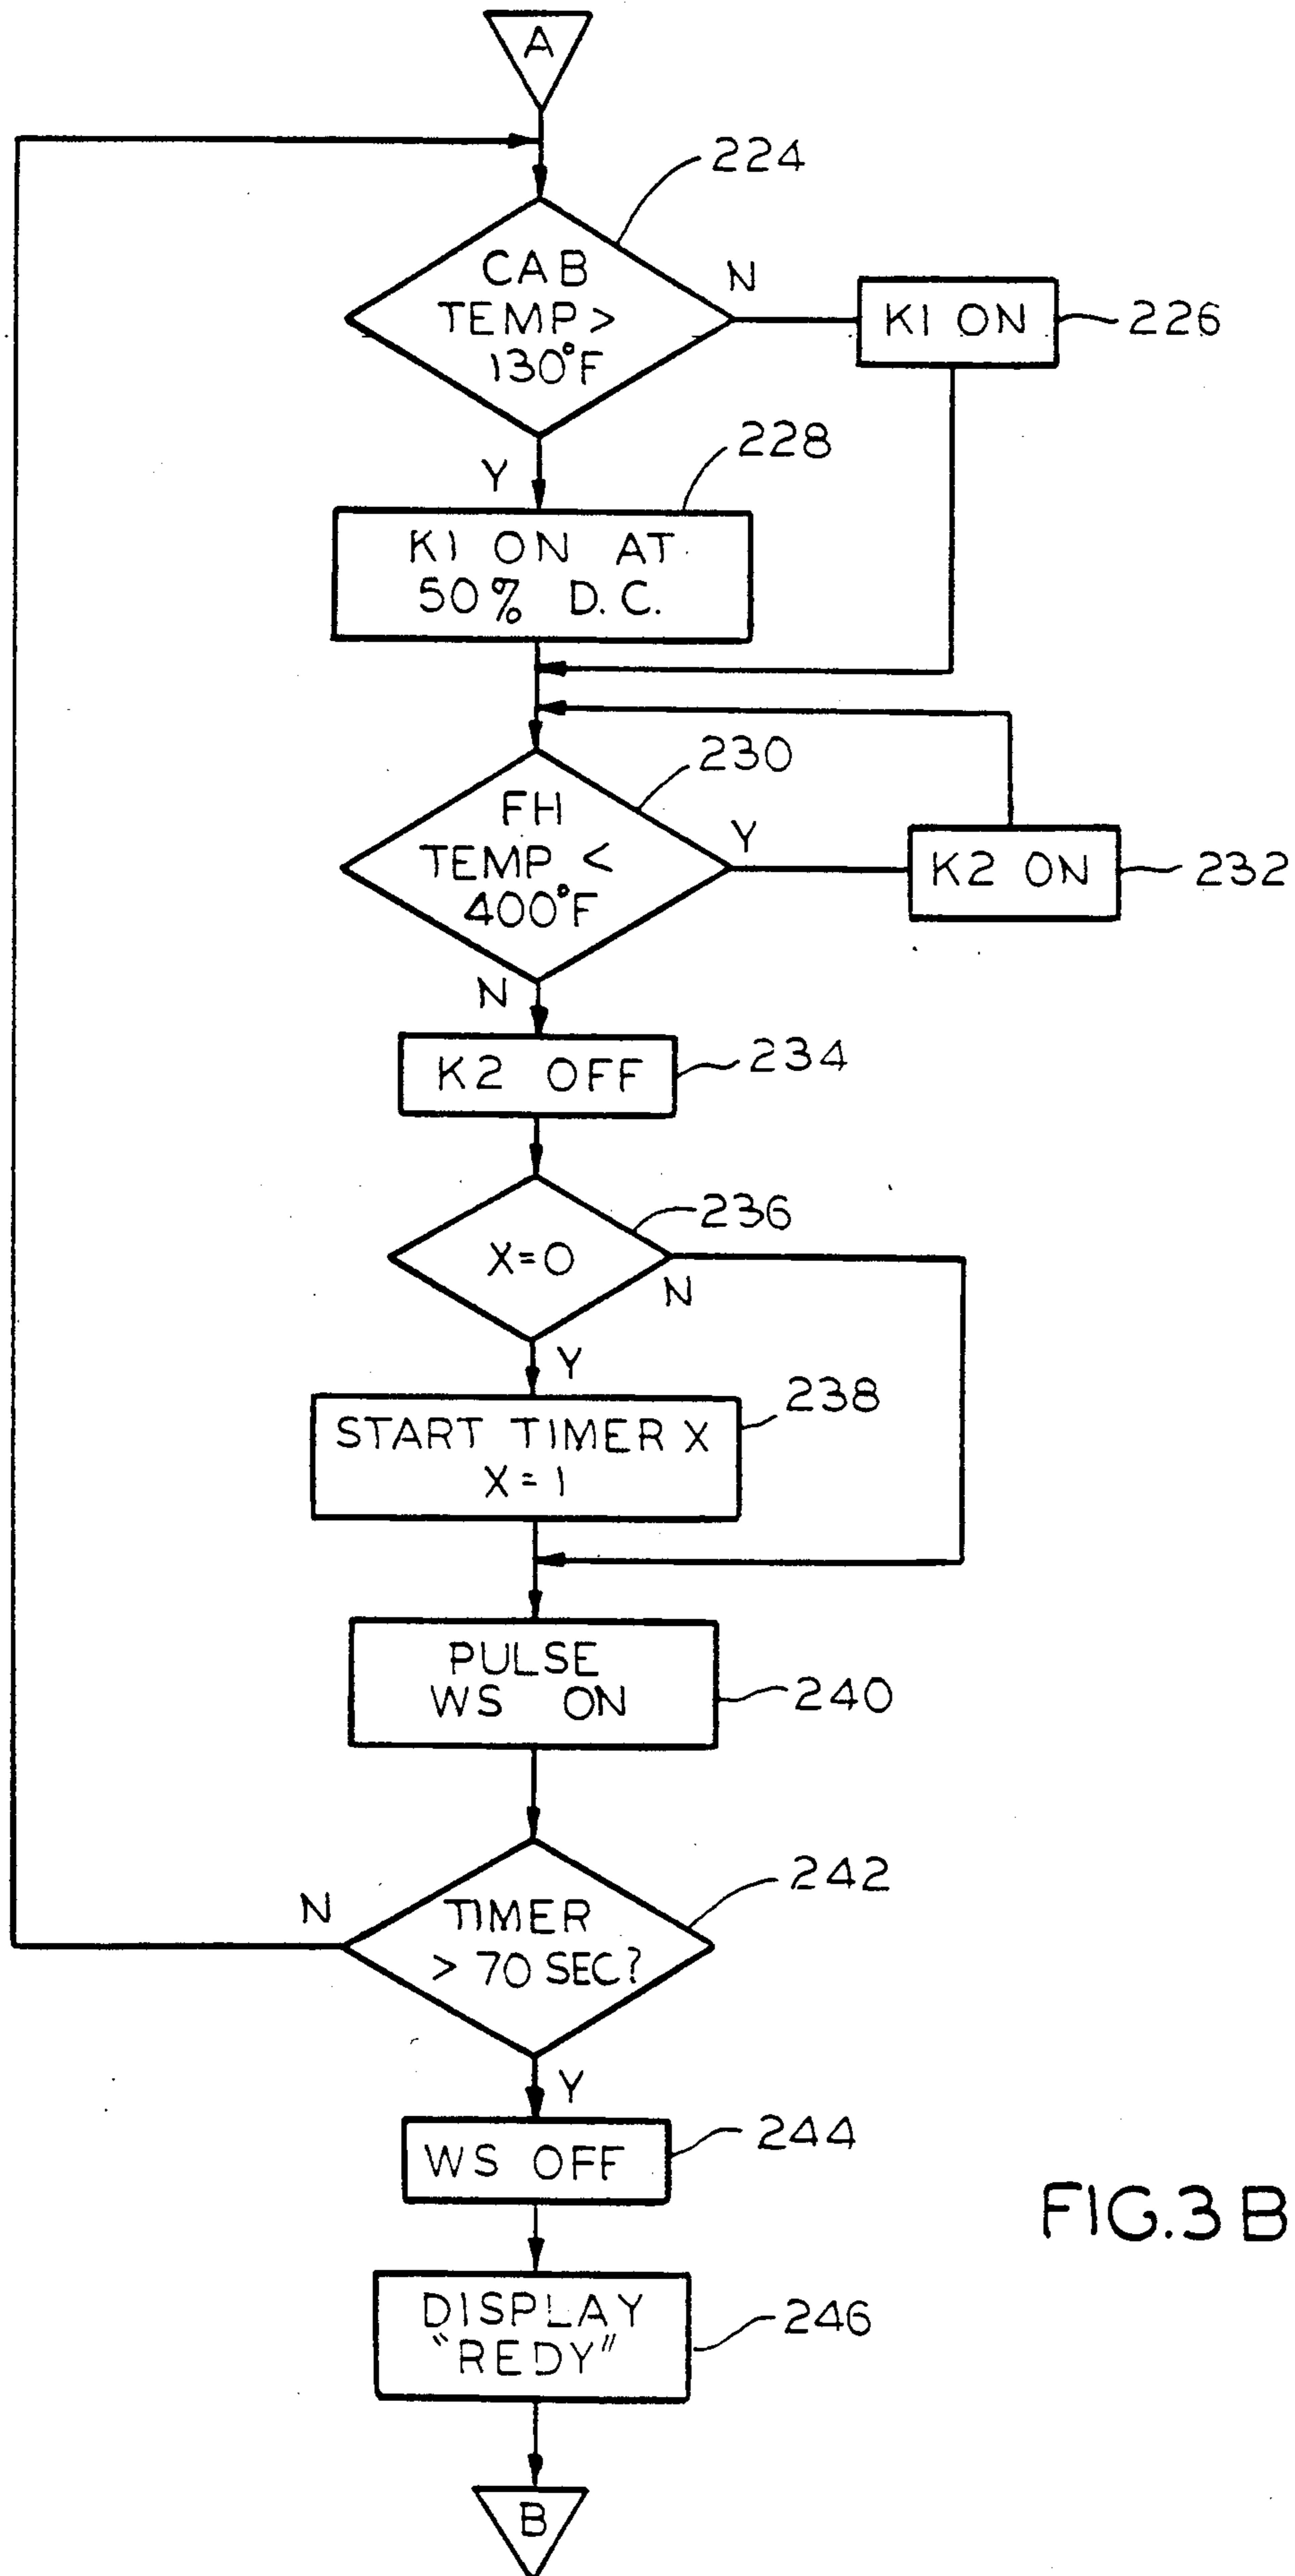 A
224
CAB
TEMP >
130°F
N
K1 ON
226
228
Y
K1 ON AT
50% D.C.
230
FH
TEMP <
400°F
Y
K2 ON
232
N
K2 OFF
234
236
X=0
N
Y
238
START TIMER X
X=1
PULSE
WS ON
240
242
N
TIMER
> 70 SEC?
Y
WS OFF
244
DISPLAY
"REDY"
246
B
FIG.3B